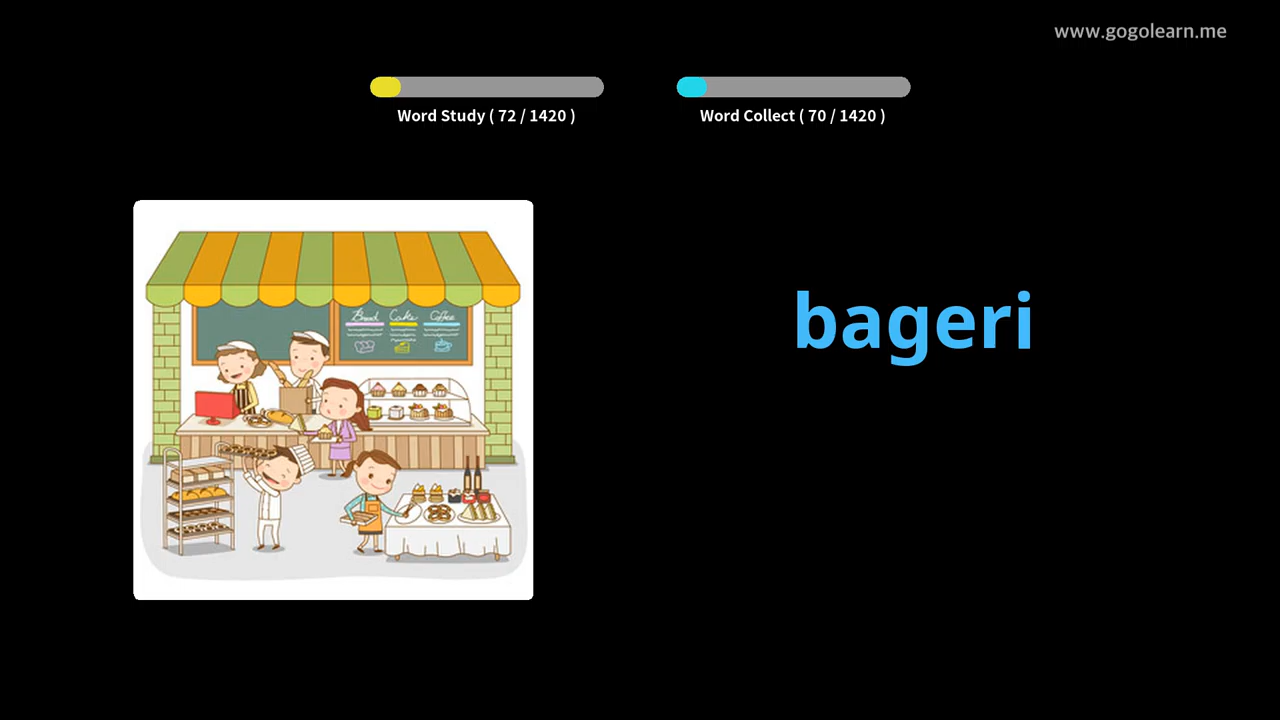 www.gogolearn.me
Word Study ( 72 / 1420 )
Word Collect ( 70 / 1420 )
Bread Cake Coffee
bageri